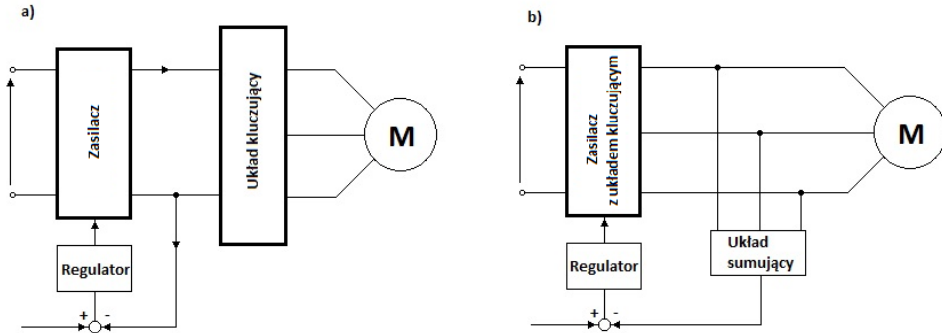 a)
Zasilacz
Układ kluczujący
M
Regulator
+ -
b)
Zasilacz
z układem kluczującym
M
Układ
sumujący
Regulator
+ -